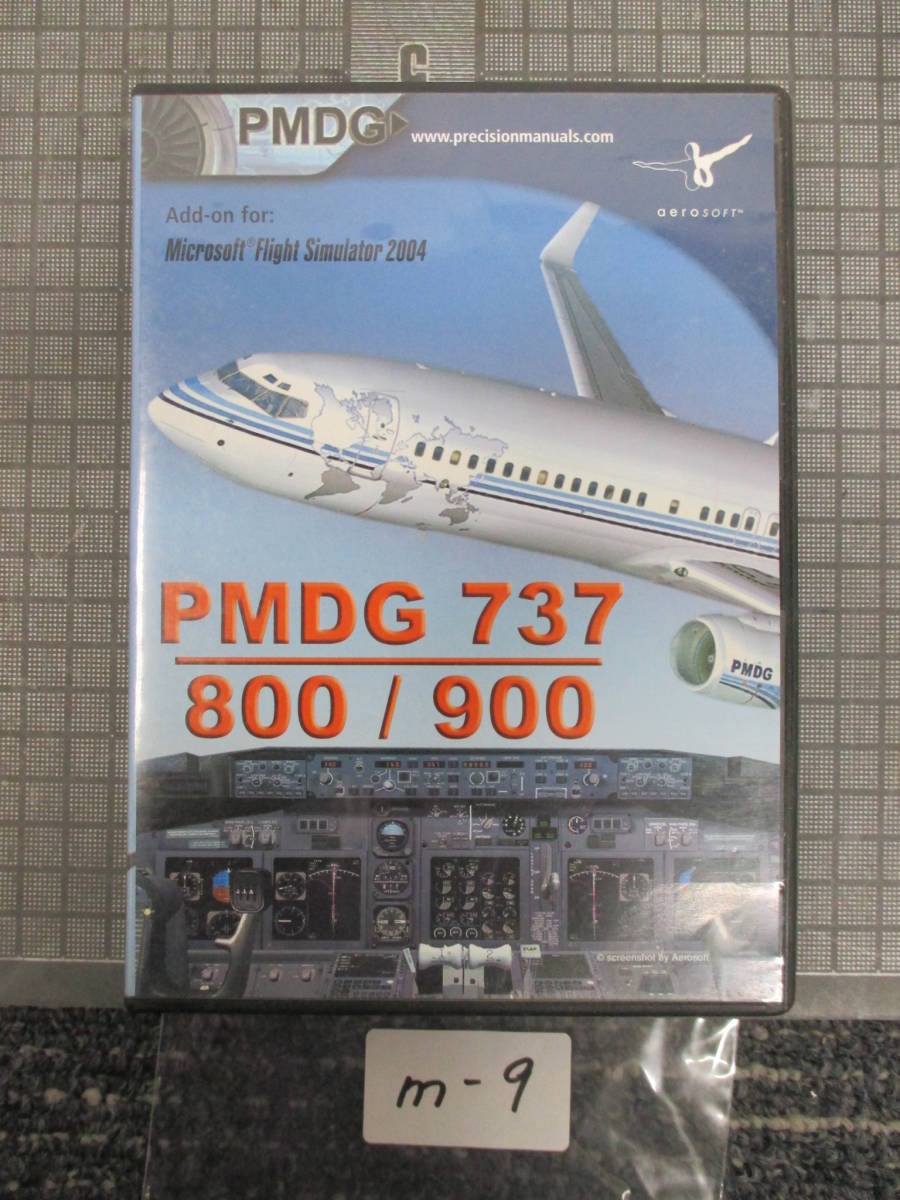 PMDG
www.precisionmanuals.com
aeroSOFT™
Add-on for:
Microsoft® Flight Simulator 2004
PMDG 737
800 / 900
PMDG
© screenshot by Aerosoft
m-9